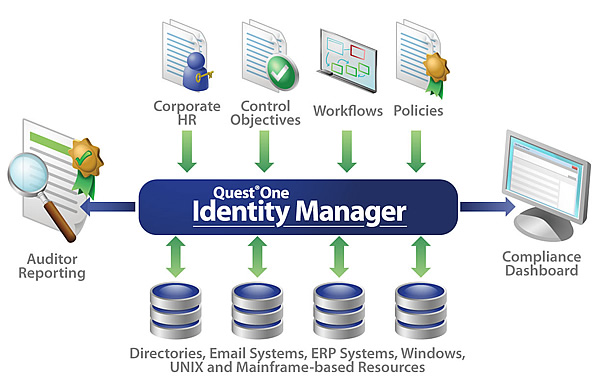 Corporate
HR
Control
Objectives
Workflows
Policies
Quest®One
Identity Manager
Auditor
Reporting
Compliance
Dashboard
Directories, Email Systems, ERP Systems, Windows,
UNIX and Mainframe-based Resources